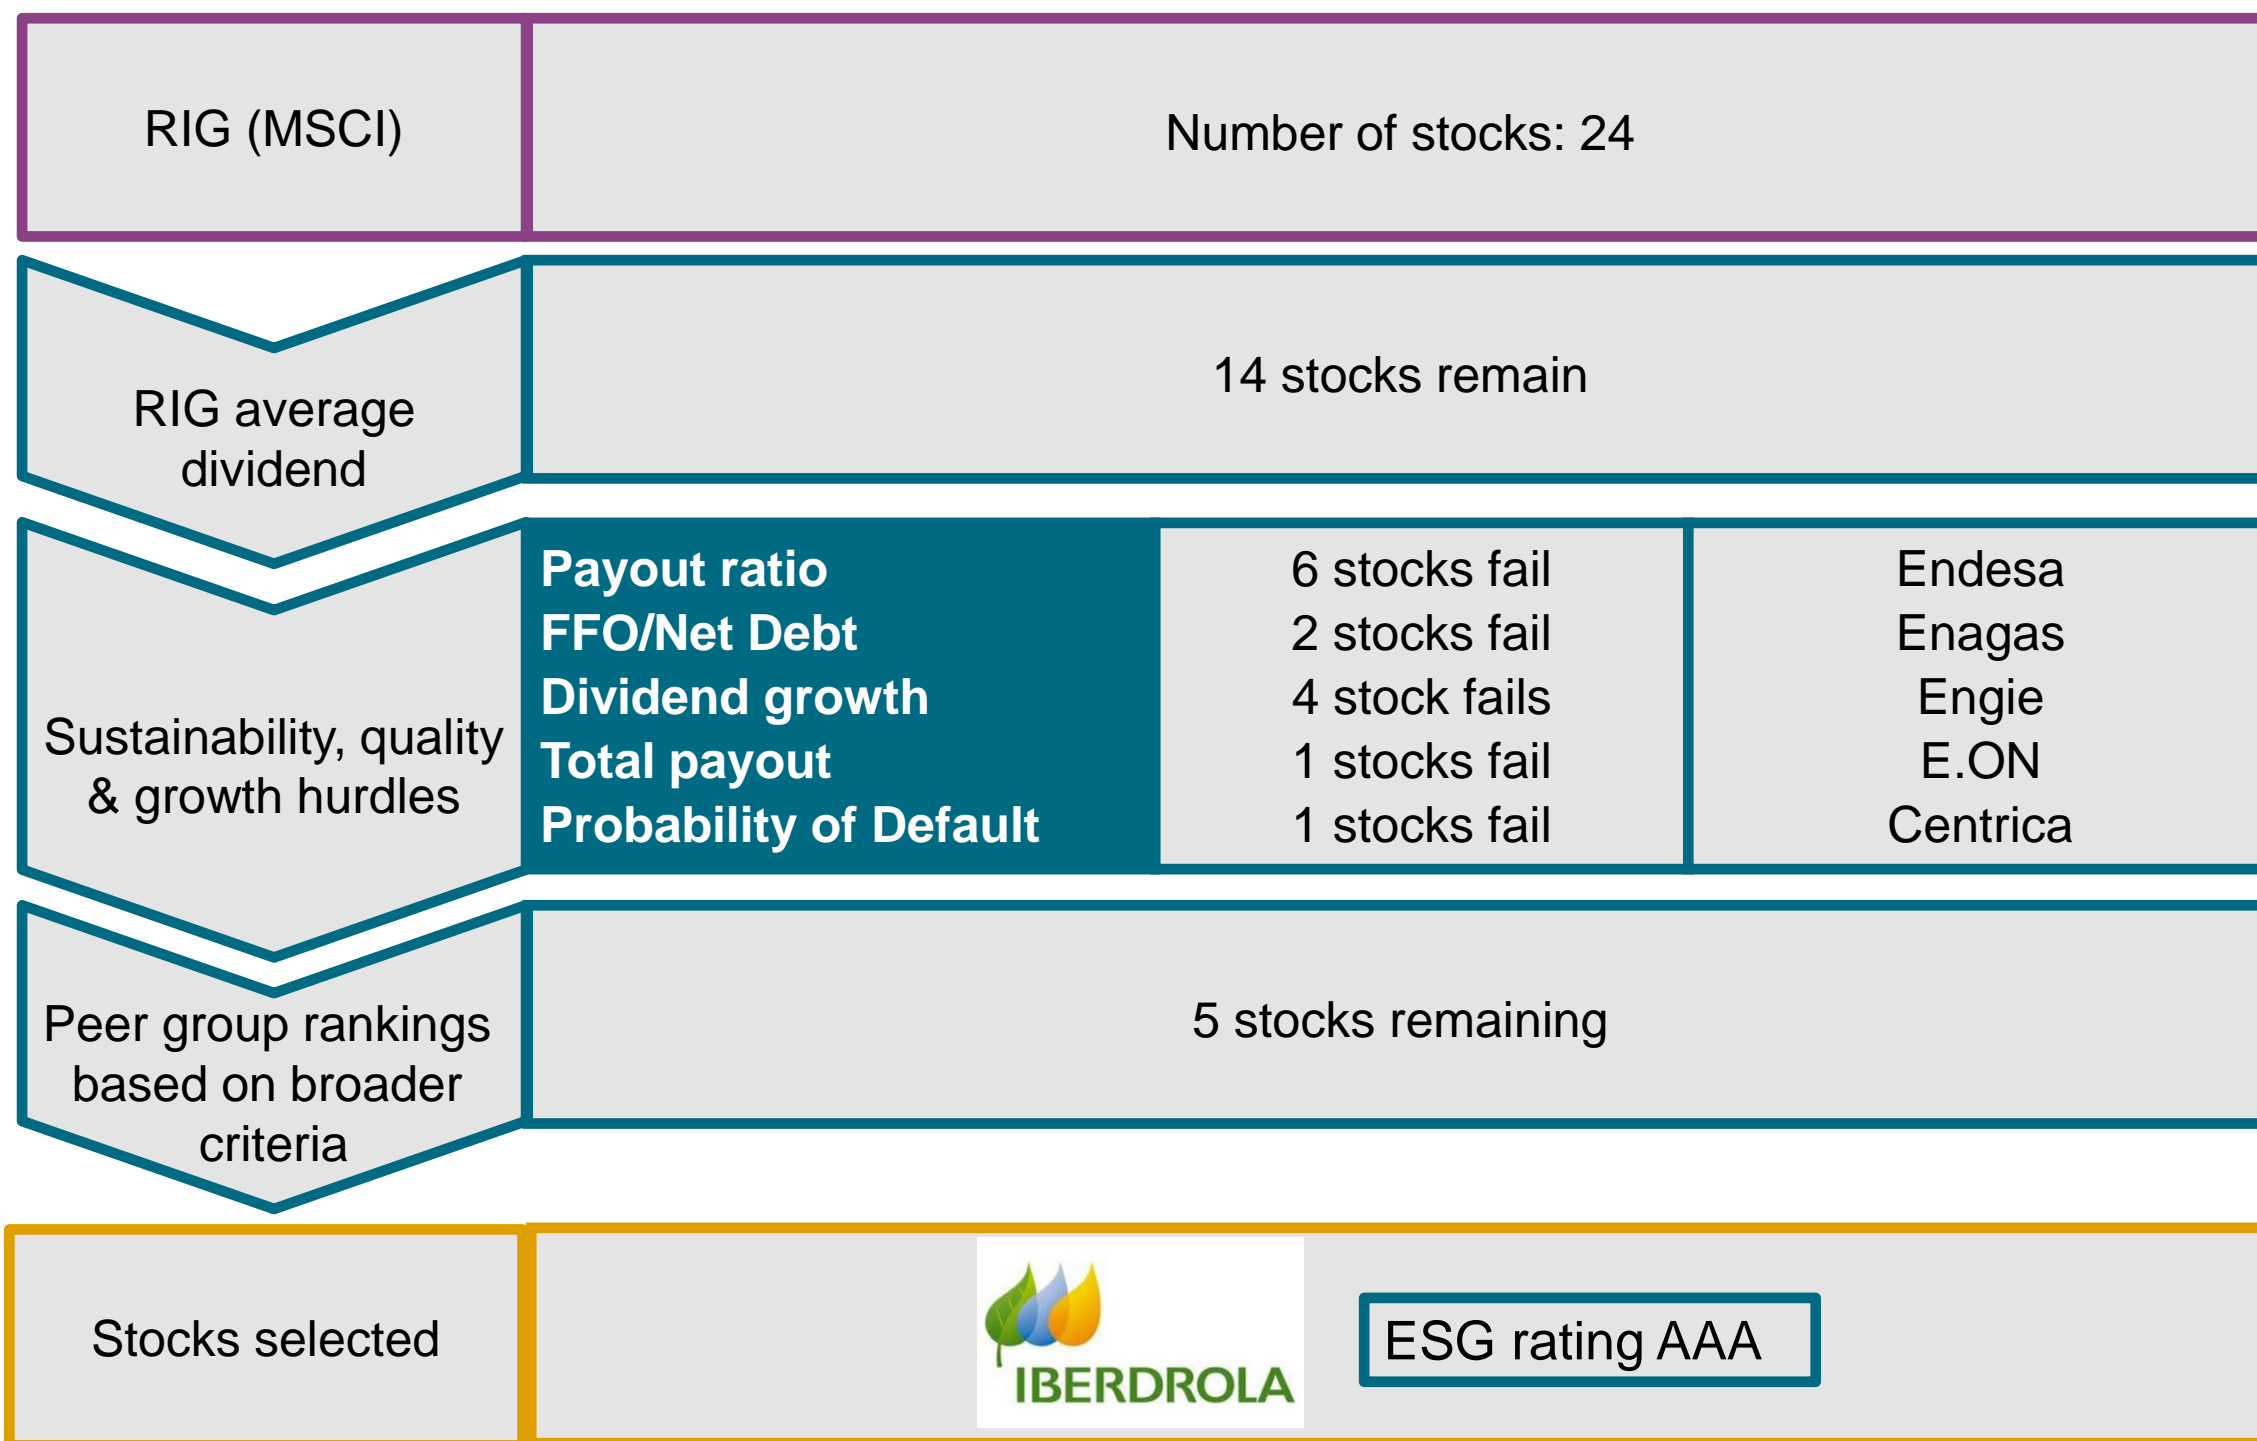 RIG (MSCI)
Number of stocks: 24
RIG average
dividend
14 stocks remain
Sustainability, quality
& growth hurdles
Payout ratio
6 stocks fail
Endesa
FFO/Net Debt
2 stocks fail
Enagas
Dividend growth
4 stock fails
Engie
Total payout
1 stocks fail
E.ON
Probability of Default
1 stocks fail
Centrica
Peer group rankings
based on broader
criteria
5 stocks remaining
Stocks selected
IBERDROLA
ESG rating AAA